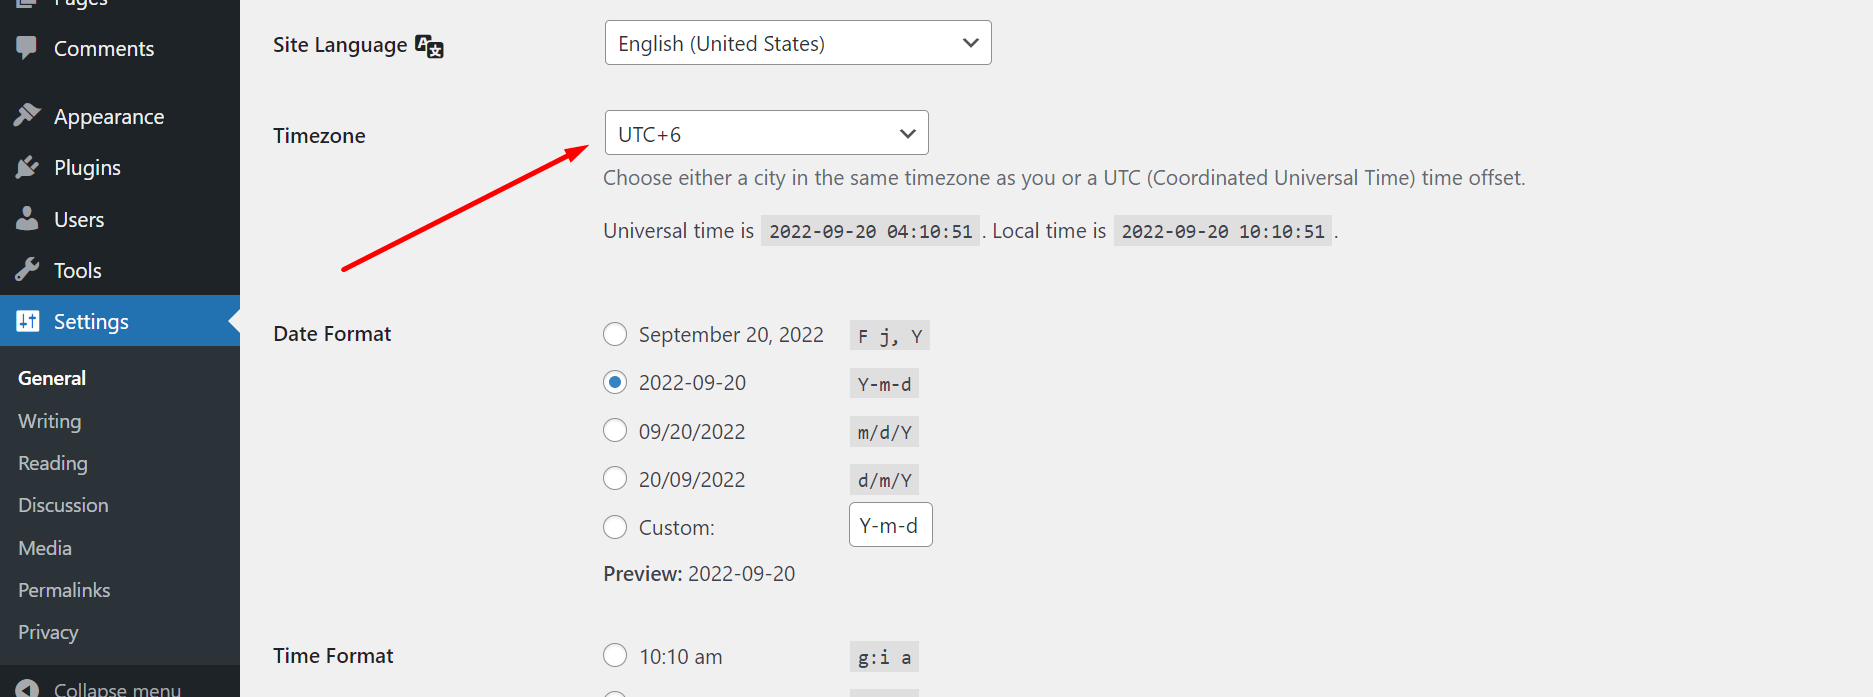 Pages
Comments
Appearance
Plugins
Users
Tools
Settings
General
Writing
Reading
Discussion
Media
Permalinks
Privacy
Collapse menu
Site Language
English (United States)
Timezone
UTC+6
Choose either a city in the same timezone as you or a UTC (Coordinated Universal Time) time offset.
Universal time is 2022-09-20 04:10:51 . Local time is 2022-09-20 10:10:51 .
Date Format
September 20, 2022 F j, Y
2022-09-20 Y-m-d
09/20/2022 m/d/Y
20/09/2022 d/m/Y
Custom: Y-m-d
Preview: 2022-09-20
Time Format
10:10 am g:i a